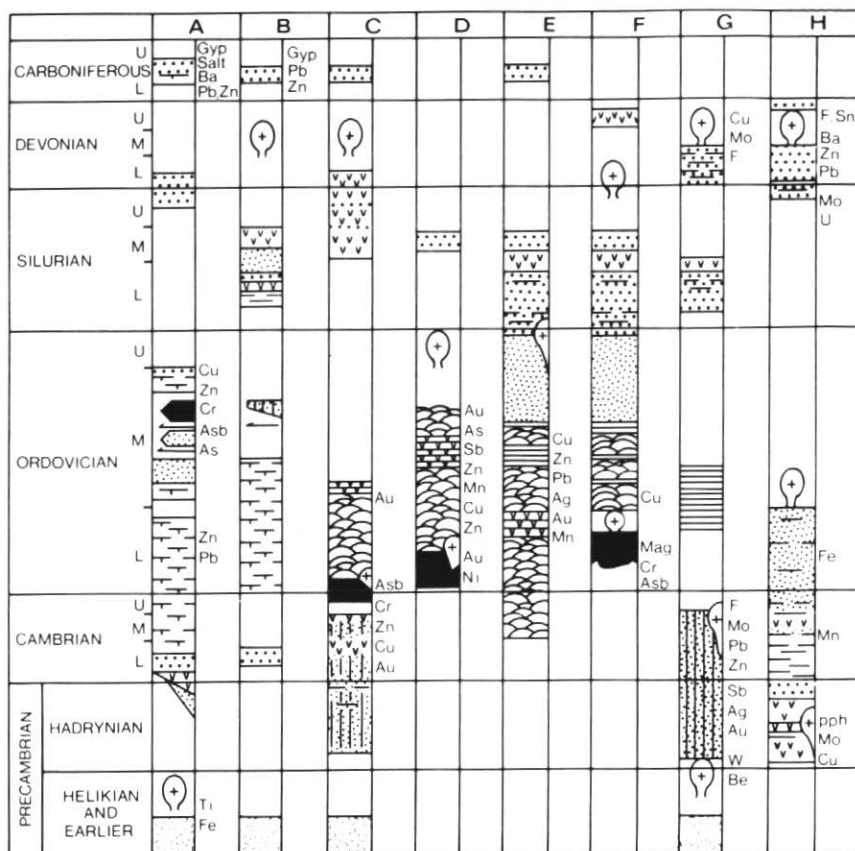 A B C D E F G H
CARBONIFEROUS
U
L
Gyp
Salt
Ba
Pb,Zn
Gyp
Pb
Zn
DEVONIAN
U
M
L
Cu
Mo
F
F, Sn
Ba
Zn
Pb
SILURIAN
U
M
L
Mo
U
ORDOVICIAN
U
M
L
Cu
Zn
Cr
Asb
As
Zn
Pb
Au
Asb
Au
As
Sb
Zn
Mn
Cu
Zn
Au
Ni
Cu
Zn
Pb
Ag
Au
Mn
Cu
Mag
Cr
Asb
Fe
CAMBRIAN
U
M
L
Cr
Zn
Cu
Au
F
Mo
Pb
Zn
Mn
PRECAMBRIAN
HADRYNIAN
Sb
Ag
Au
W
pph
Mo
Cu
HELIKIAN
AND
EARLIER
Ti
Fe
Be